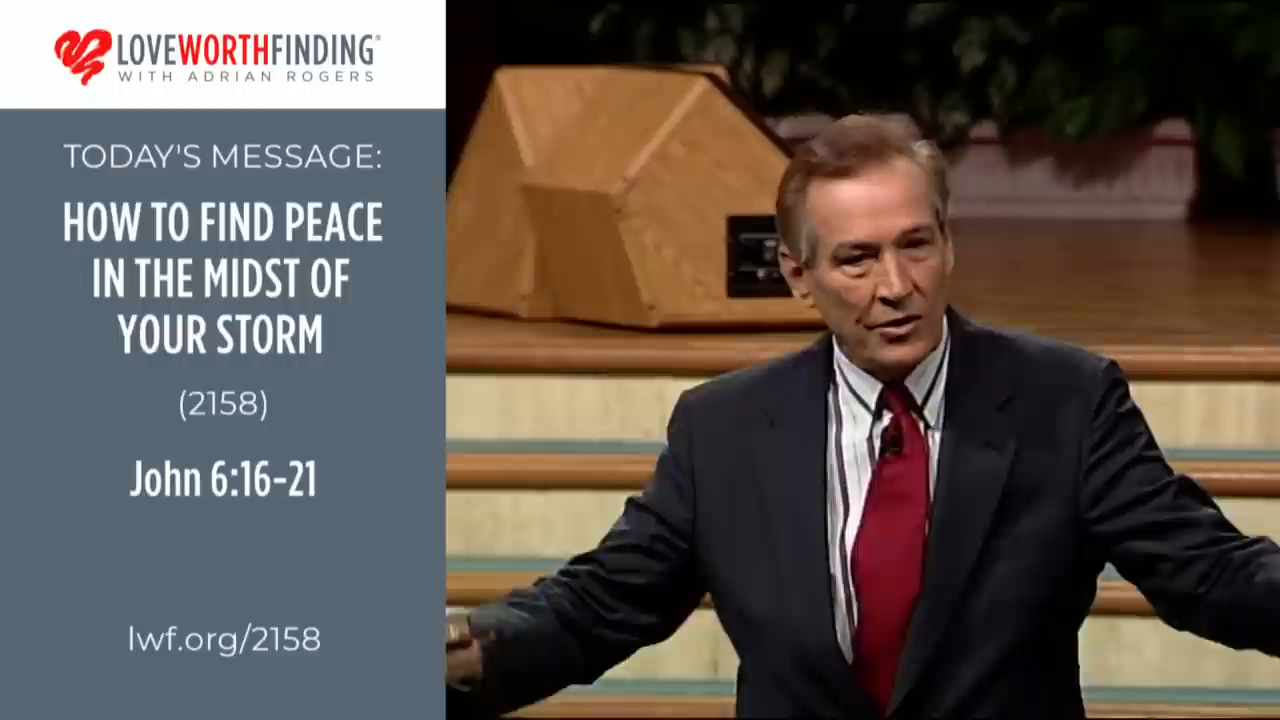 LOVEWORTHFINDING®
WITH ADRIAN ROGERS
TODAY'S MESSAGE:
HOW TO FIND PEACE
IN THE MIDST OF
YOUR STORM
(2158)
John 6:16-21
lwf.org/2158